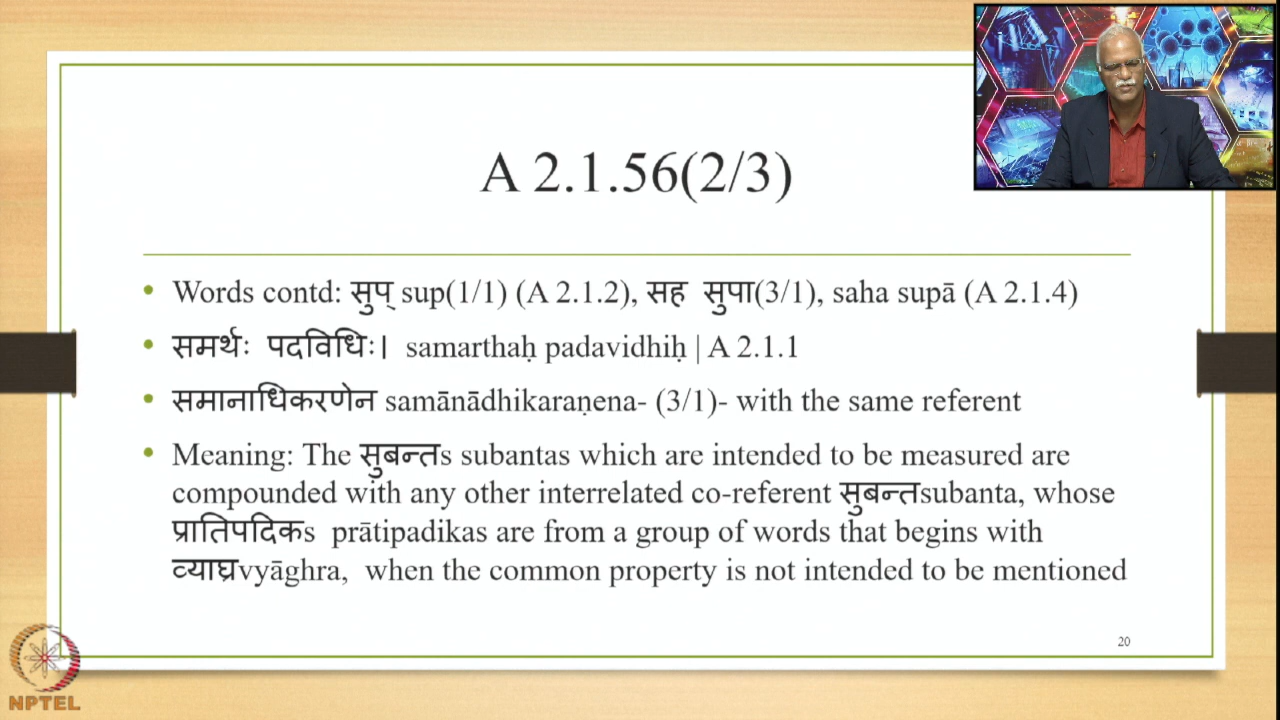 A 2.1.56(2/3)
• Words contd: सुप् sup(1/1) (A 2.1.2), सह सुपा(3/1), saha supā (A 2.1.4)
• समर्थः पदविधिः। samarthaḥ padavidhiḥ | A 2.1.1
• समानाधिकरणेन samānādhikaraṇena- (3/1)- with the same referent
• Meaning: The सुबन्तs subantas which are intended to be measured are
compounded with any other interrelated co-referent सुबन्तsubanta, whose
प्रातिपदिकs prātipadikas are from a group of words that begins with
व्याघ्रvyāghra, when the common property is not intended to be mentioned
20
NPTEL